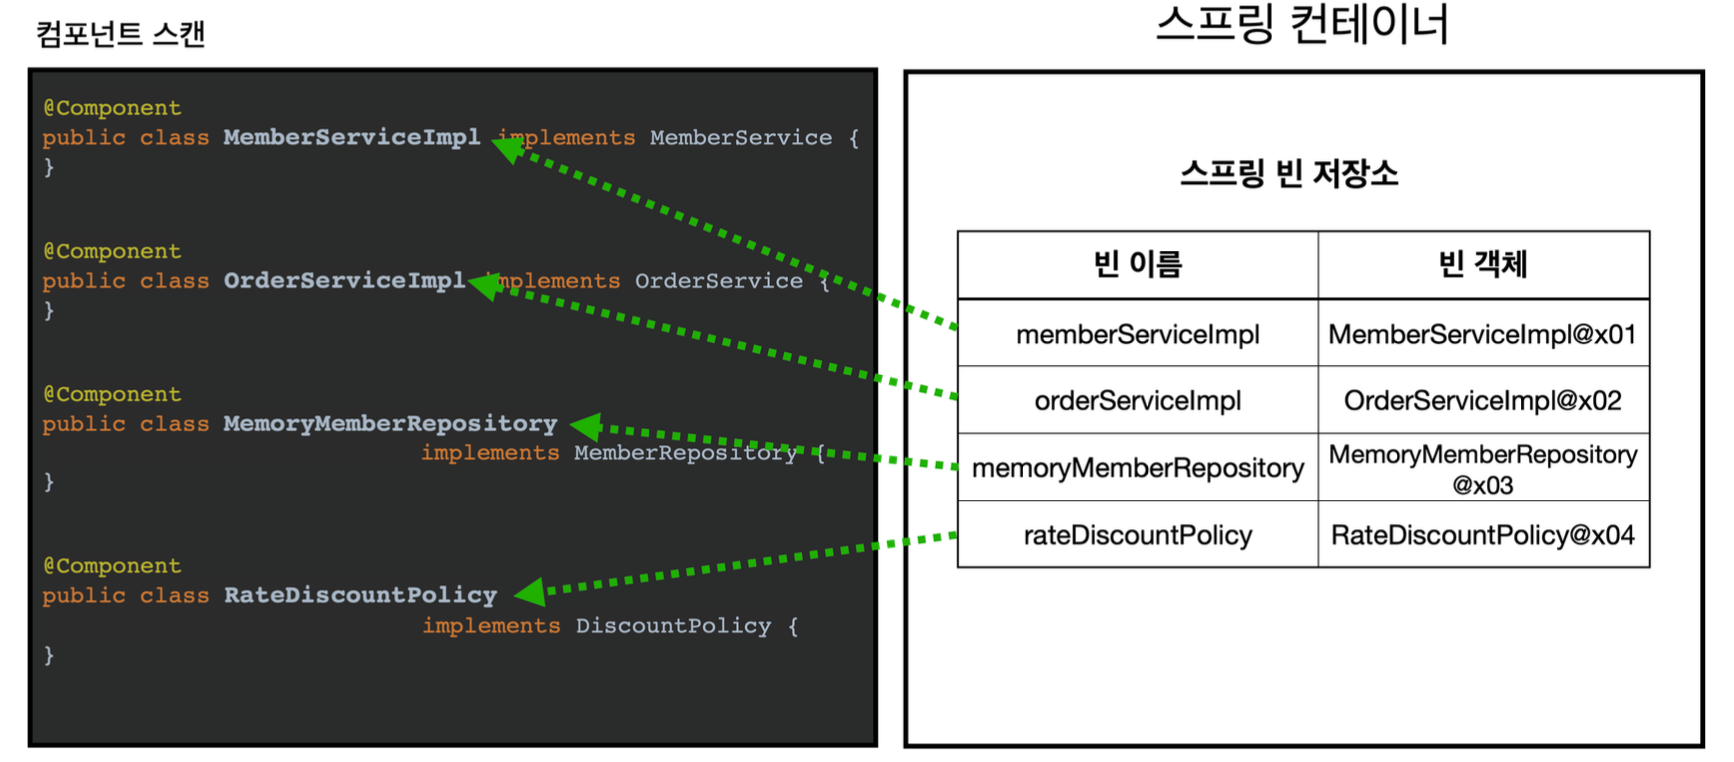 컴포넌트 스캔
@Component
public class MemberServiceImpl implements MemberService {
}
@Component
public class OrderServiceImpl implements OrderService {
}
@Component
public class MemoryMemberRepository
implements MemberRepository {
}
@Component
public class RateDiscountPolicy
implements DiscountPolicy {
}
스프링 컨테이너
스프링 빈 저장소
빈 이름 빈 객체
memberServiceImpl MemberServiceImpl@x01
orderServiceImpl OrderServiceImpl@x02
memoryMemberRepository MemoryMemberRepository
@x03
rateDiscountPolicy RateDiscountPolicy@x04